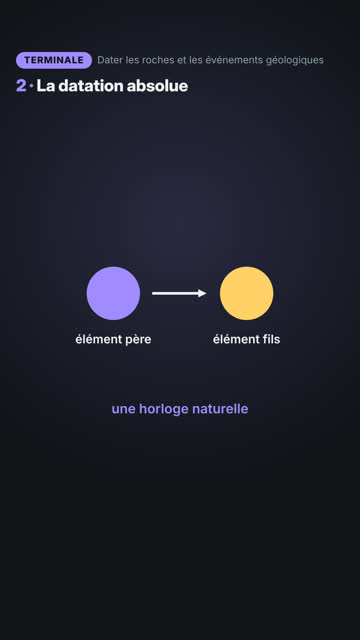 TERMINALE Dater les roches et les événements géologiques
2 · La datation absolue
élément père élément fils
une horloge naturelle